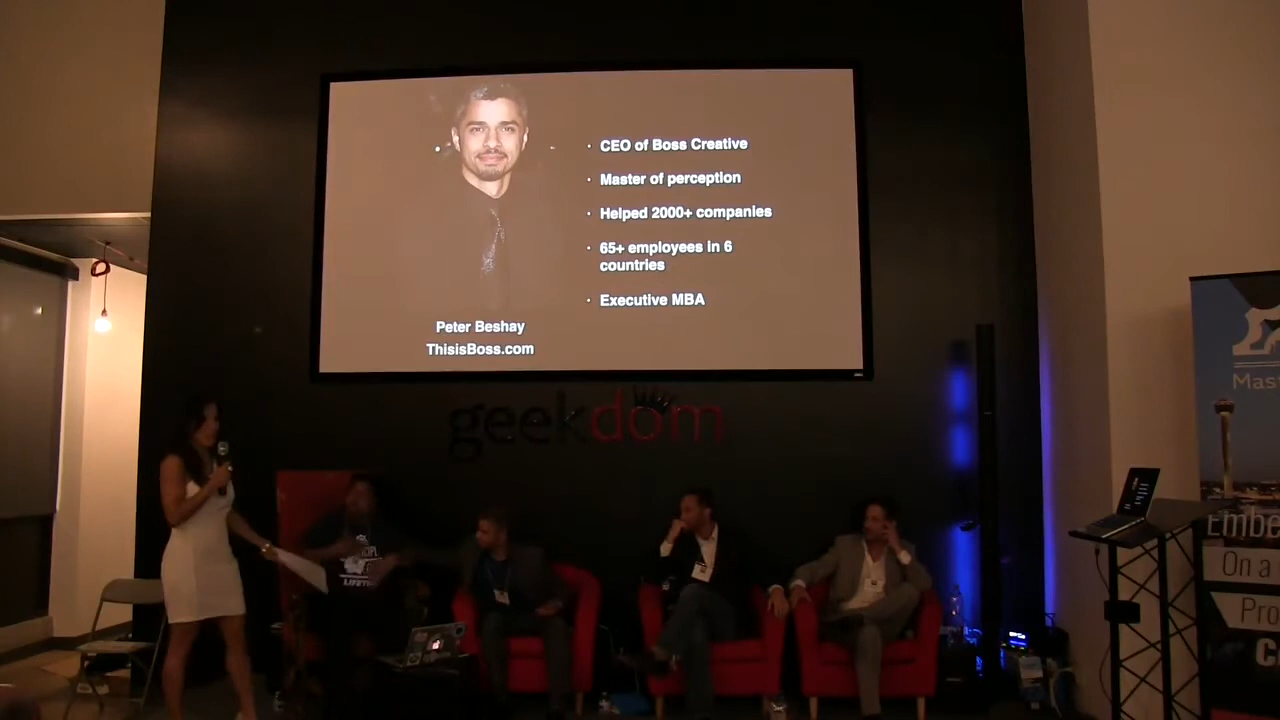 CEO of Boss Creative
Master of perception
Helped 2000+ companies
65+ employees in 6
countries
Executive MBA
Peter Beshay
ThisisBoss.com
geekdom
On a